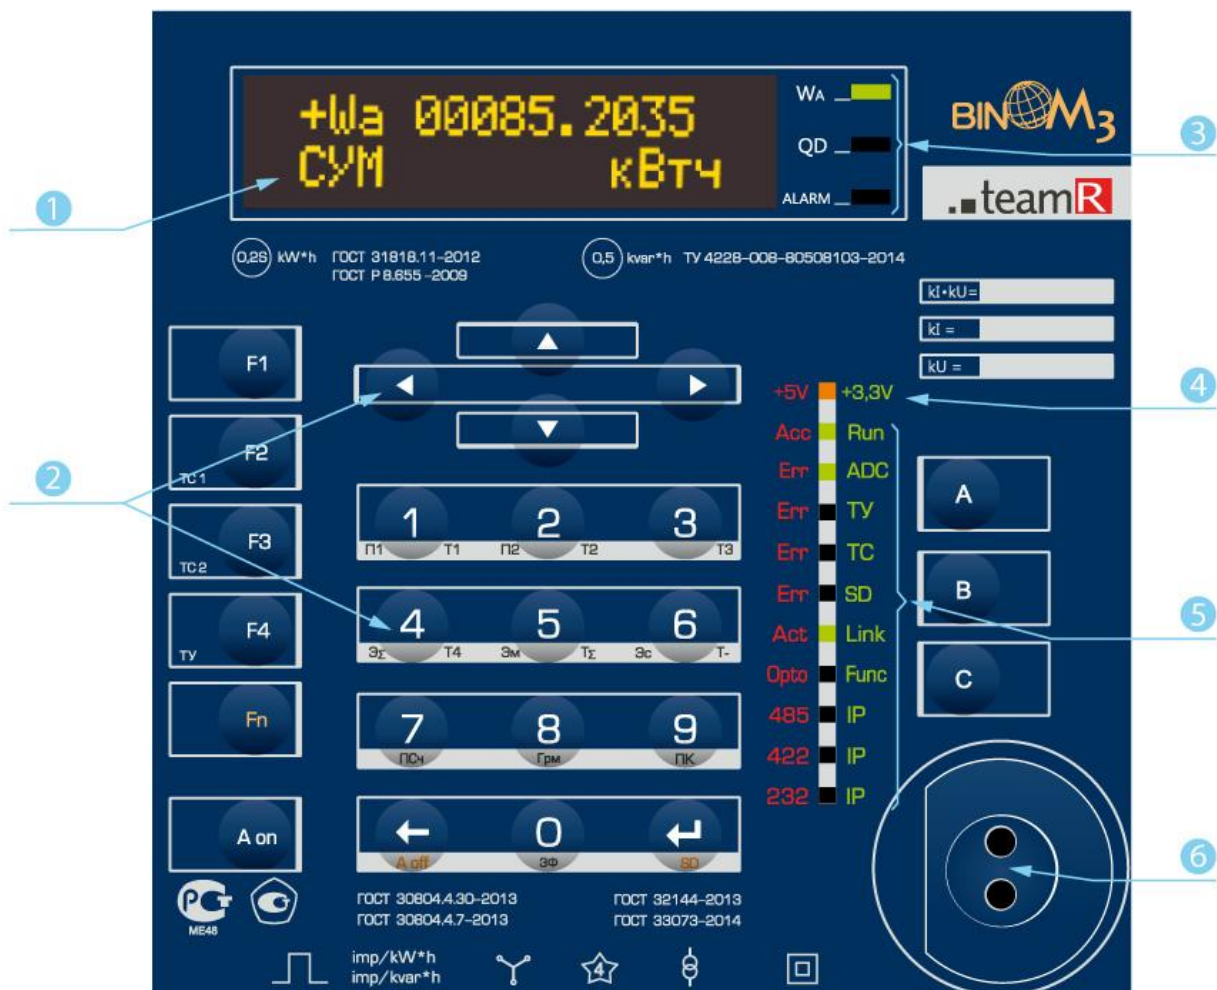 +Wa 00085.2035
СУМ кВтч
WA
QD
ALARM
BINOM3
.teamR
0,2S kW*h ГОСТ 31818.11-2012
ГОСТ Р 8.655-2009
0,5 kvar*h ТУ 4228-008-80508103-2014
kI•kU=
kI =
kU =
1
2
3
4
5
6
F1
F2
ТС 1
F3
ТС 2
F4
ТУ
Fn
A on
1 2 3
П1 Т1 П2 Т2 Т3
4 5 6
ЭΣ Т4 Эм ТΣ Эс Т-
7 8 9
ПСч Грм ПК
0
A off ЭФ SD
+5V +3,3V
Acc Run
Err ADC
Err ТУ
Err ТС
Err SD
Act Link
Opto Func
485 IP
422 IP
232 IP
A
B
C
РСТ
ME48
ГОСТ 30804.4.30-2013
ГОСТ 30804.4.7-2013
ГОСТ 32144-2013
ГОСТ 33073-2014
imp/kW*h
imp/kvar*h
4